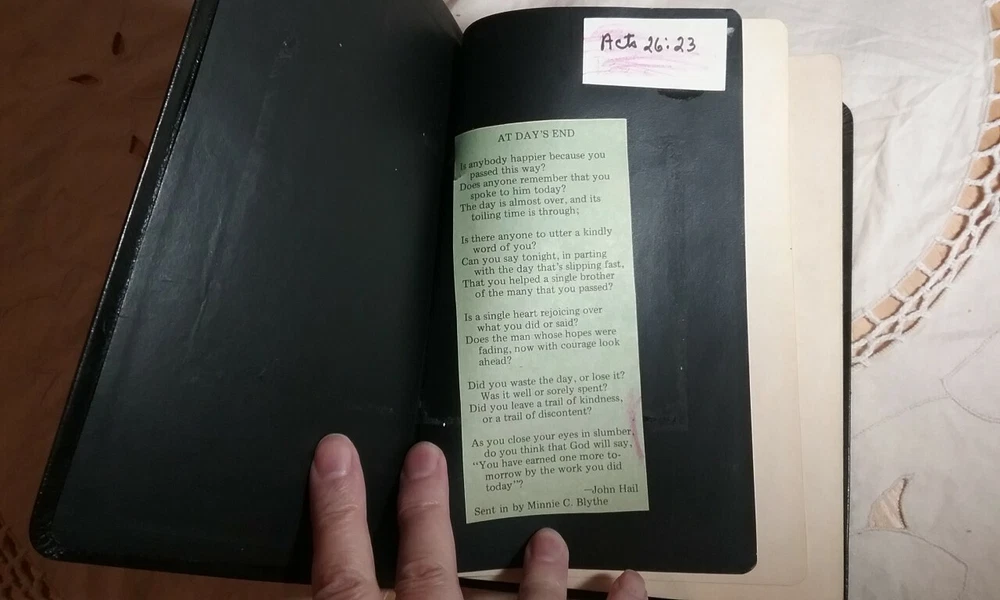 Acts 26:23
AT DAY'S END
Is anybody happier because you
passed this way?
Does anyone remember that you
spoke to him today?
The day is almost over, and its
toiling time is through;
Is there anyone to utter a kindly
word of you?
Can you say tonight, in parting
with the day that's slipping fast,
That you helped a single brother
of the many that you passed?
Is a single heart rejoicing over
what you did or said?
Does the man whose hopes were
fading, now with courage look
ahead?
Did you waste the day, or lose it?
Was it well or sorely spent?
Did you leave a trail of kindness,
or a trail of discontent?
As you close your eyes in slumber,
do you think that God will say,
"You have earned one more to-
morrow by the work you did
today"?
—John Hail
Sent in by Minnie C. Blythe